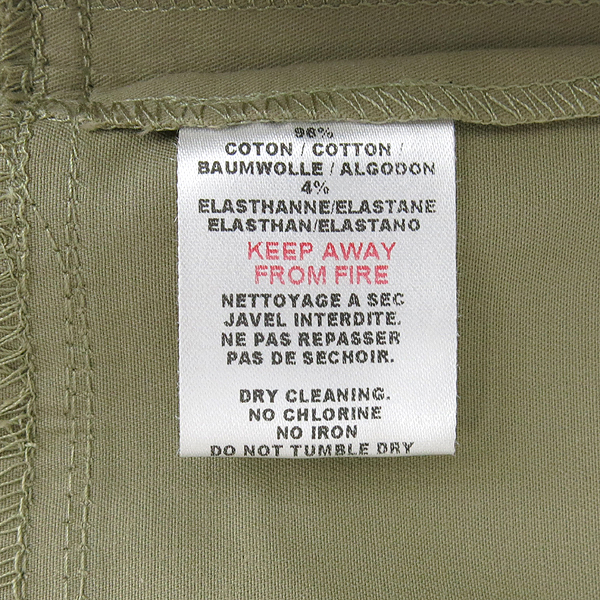 96%
COTON / COTTON /
BAUMWOLLE / ALGODON
4%
ELASTHANNE/ELASTANE
ELASTHAN/ELASTANO
KEEP AWAY
FROM FIRE
NETTOYAGE A SEC
JAVEL INTERDITE.
NE PAS REPASSER
PAS DE SECHOIR.
DRY CLEANING.
NO CHLORINE
NO IRON
DO NOT TUMBLE DRY